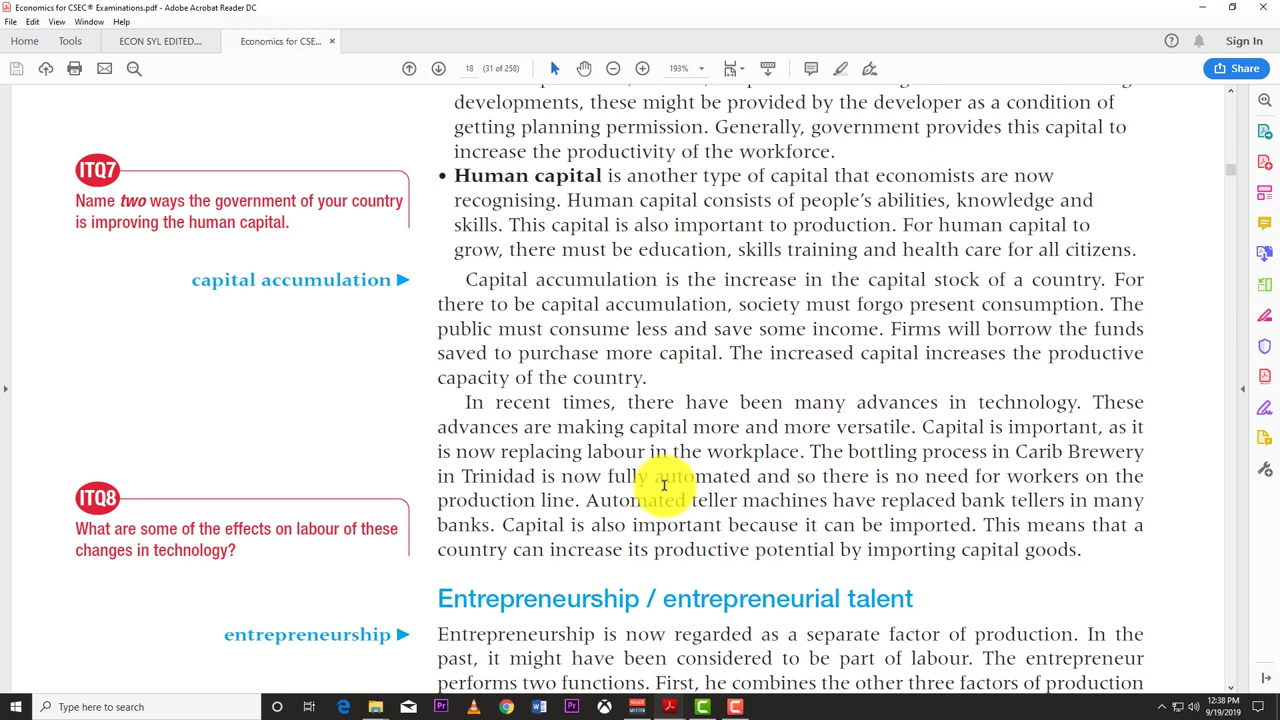 Economics for CSEC® Examinations.pdf - Adobe Acrobat Reader DC
File Edit View Window Help
Home Tools ECON SYL EDITED.... Economics for CSE... × Sign In
18 (31 of 258) 193% Share
developments, these might be provided by the developer as a condition of
getting planning permission. Generally, government provides this capital to
increase the productivity of the workforce.
ITQ7
Name two ways the government of your country
is improving the human capital.
• Human capital is another type of capital that economists are now
recognising. Human capital consists of people's abilities, knowledge and
skills. This capital is also important to production. For human capital to
grow, there must be education, skills training and health care for all citizens.
capital accumulation ►
Capital accumulation is the increase in the capital stock of a country. For
there to be capital accumulation, society must forgo present consumption. The
public must consume less and save some income. Firms will borrow the funds
saved to purchase more capital. The increased capital increases the productive
capacity of the country.
In recent times, there have been many advances in technology. These
advances are making capital more and more versatile. Capital is important, as it
is now replacing labour in the workplace. The bottling process in Carib Brewery
in Trinidad is now fully automated and so there is no need for workers on the
production line. Automated teller machines have replaced bank tellers in many
banks. Capital is also important because it can be imported. This means that a
country can increase its productive potential by importing capital goods.
ITQ8
What are some of the effects on labour of these
changes in technology?
Entrepreneurship / entrepreneurial talent
entrepreneurship ►
Entrepreneurship is now regarded as a separate factor of production. In the
past, it might have been considered to be part of labour. The entrepreneur
performs two functions. First, he combines the other three factors of production
Type here to search
12:38 PM
9/19/2019